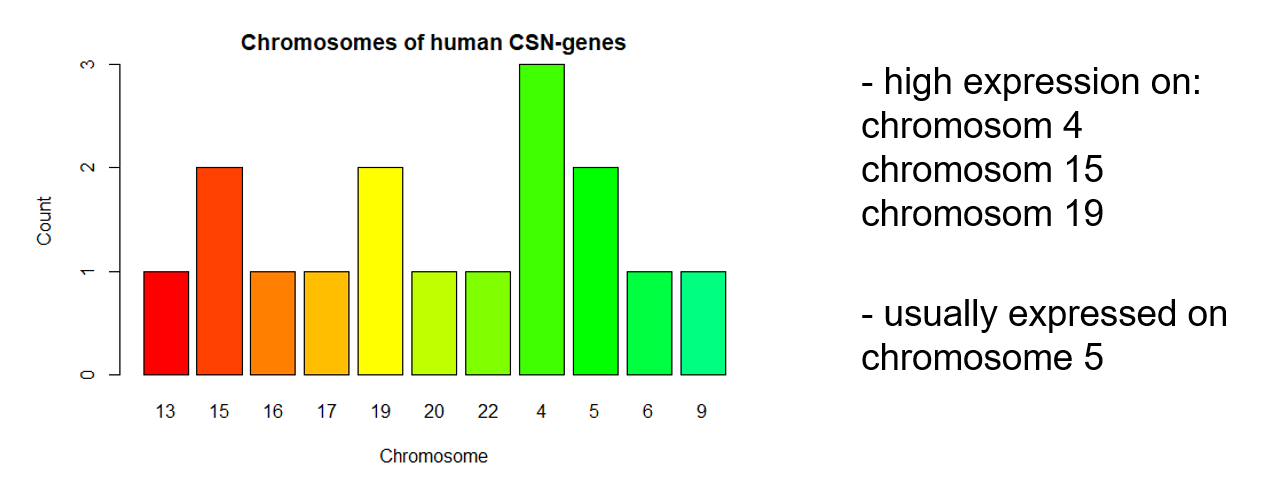 Chromosomes of human CSN-genes
Count
3
2
1
0
13 15 16 17 19 20 22 4 5 6 9
Chromosome
- high expression on:
chromosom 4
chromosom 15
chromosom 19
- usually expressed on
chromosome 5